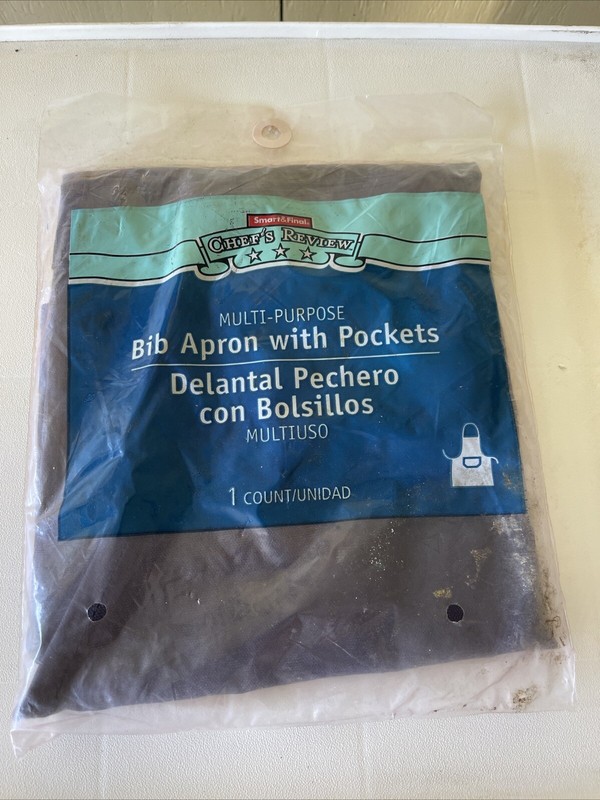 Smart&Final.
CHEF'S REVIEW
MULTI-PURPOSE
Bib Apron with Pockets
Delantal Pechero
con Bolsillos
MULTIUSO
1 COUNT/UNIDAD